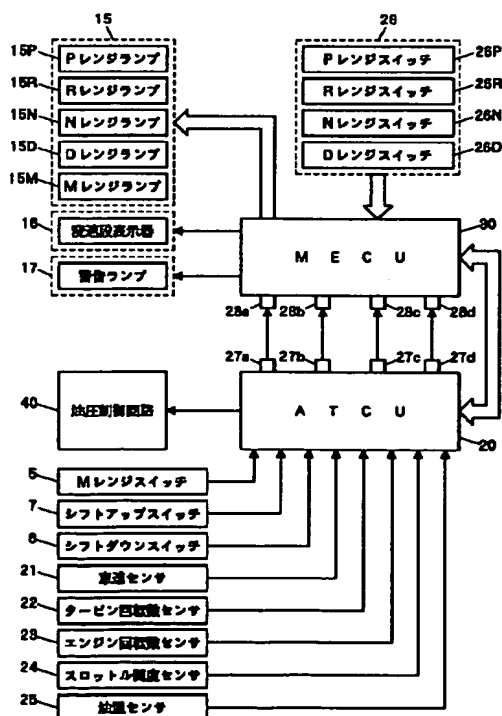 15
26
15P
Pレンジランプ
15R
Rレンジランプ
15N
Nレンジランプ
15D
Dレンジランプ
15M
Mレンジランプ
Pレンジスイッチ
26P
Rレンジスイッチ
26R
Nレンジスイッチ
26N
Dレンジスイッチ
26D
16
変速段表示器
17
警告ランプ
30
MECU
28a
28b
28c
28d
27a
27b
27c
27d
ATCU
20
40
油圧制御回路
5
Mレンジスイッチ
7
シフトアップスイッチ
シフトダウンスイッチ
21
車速センサ
22
タービン回転数センサ
23
エンジン回転数センサ
24
スロットル開度センサ
25
油温センサ